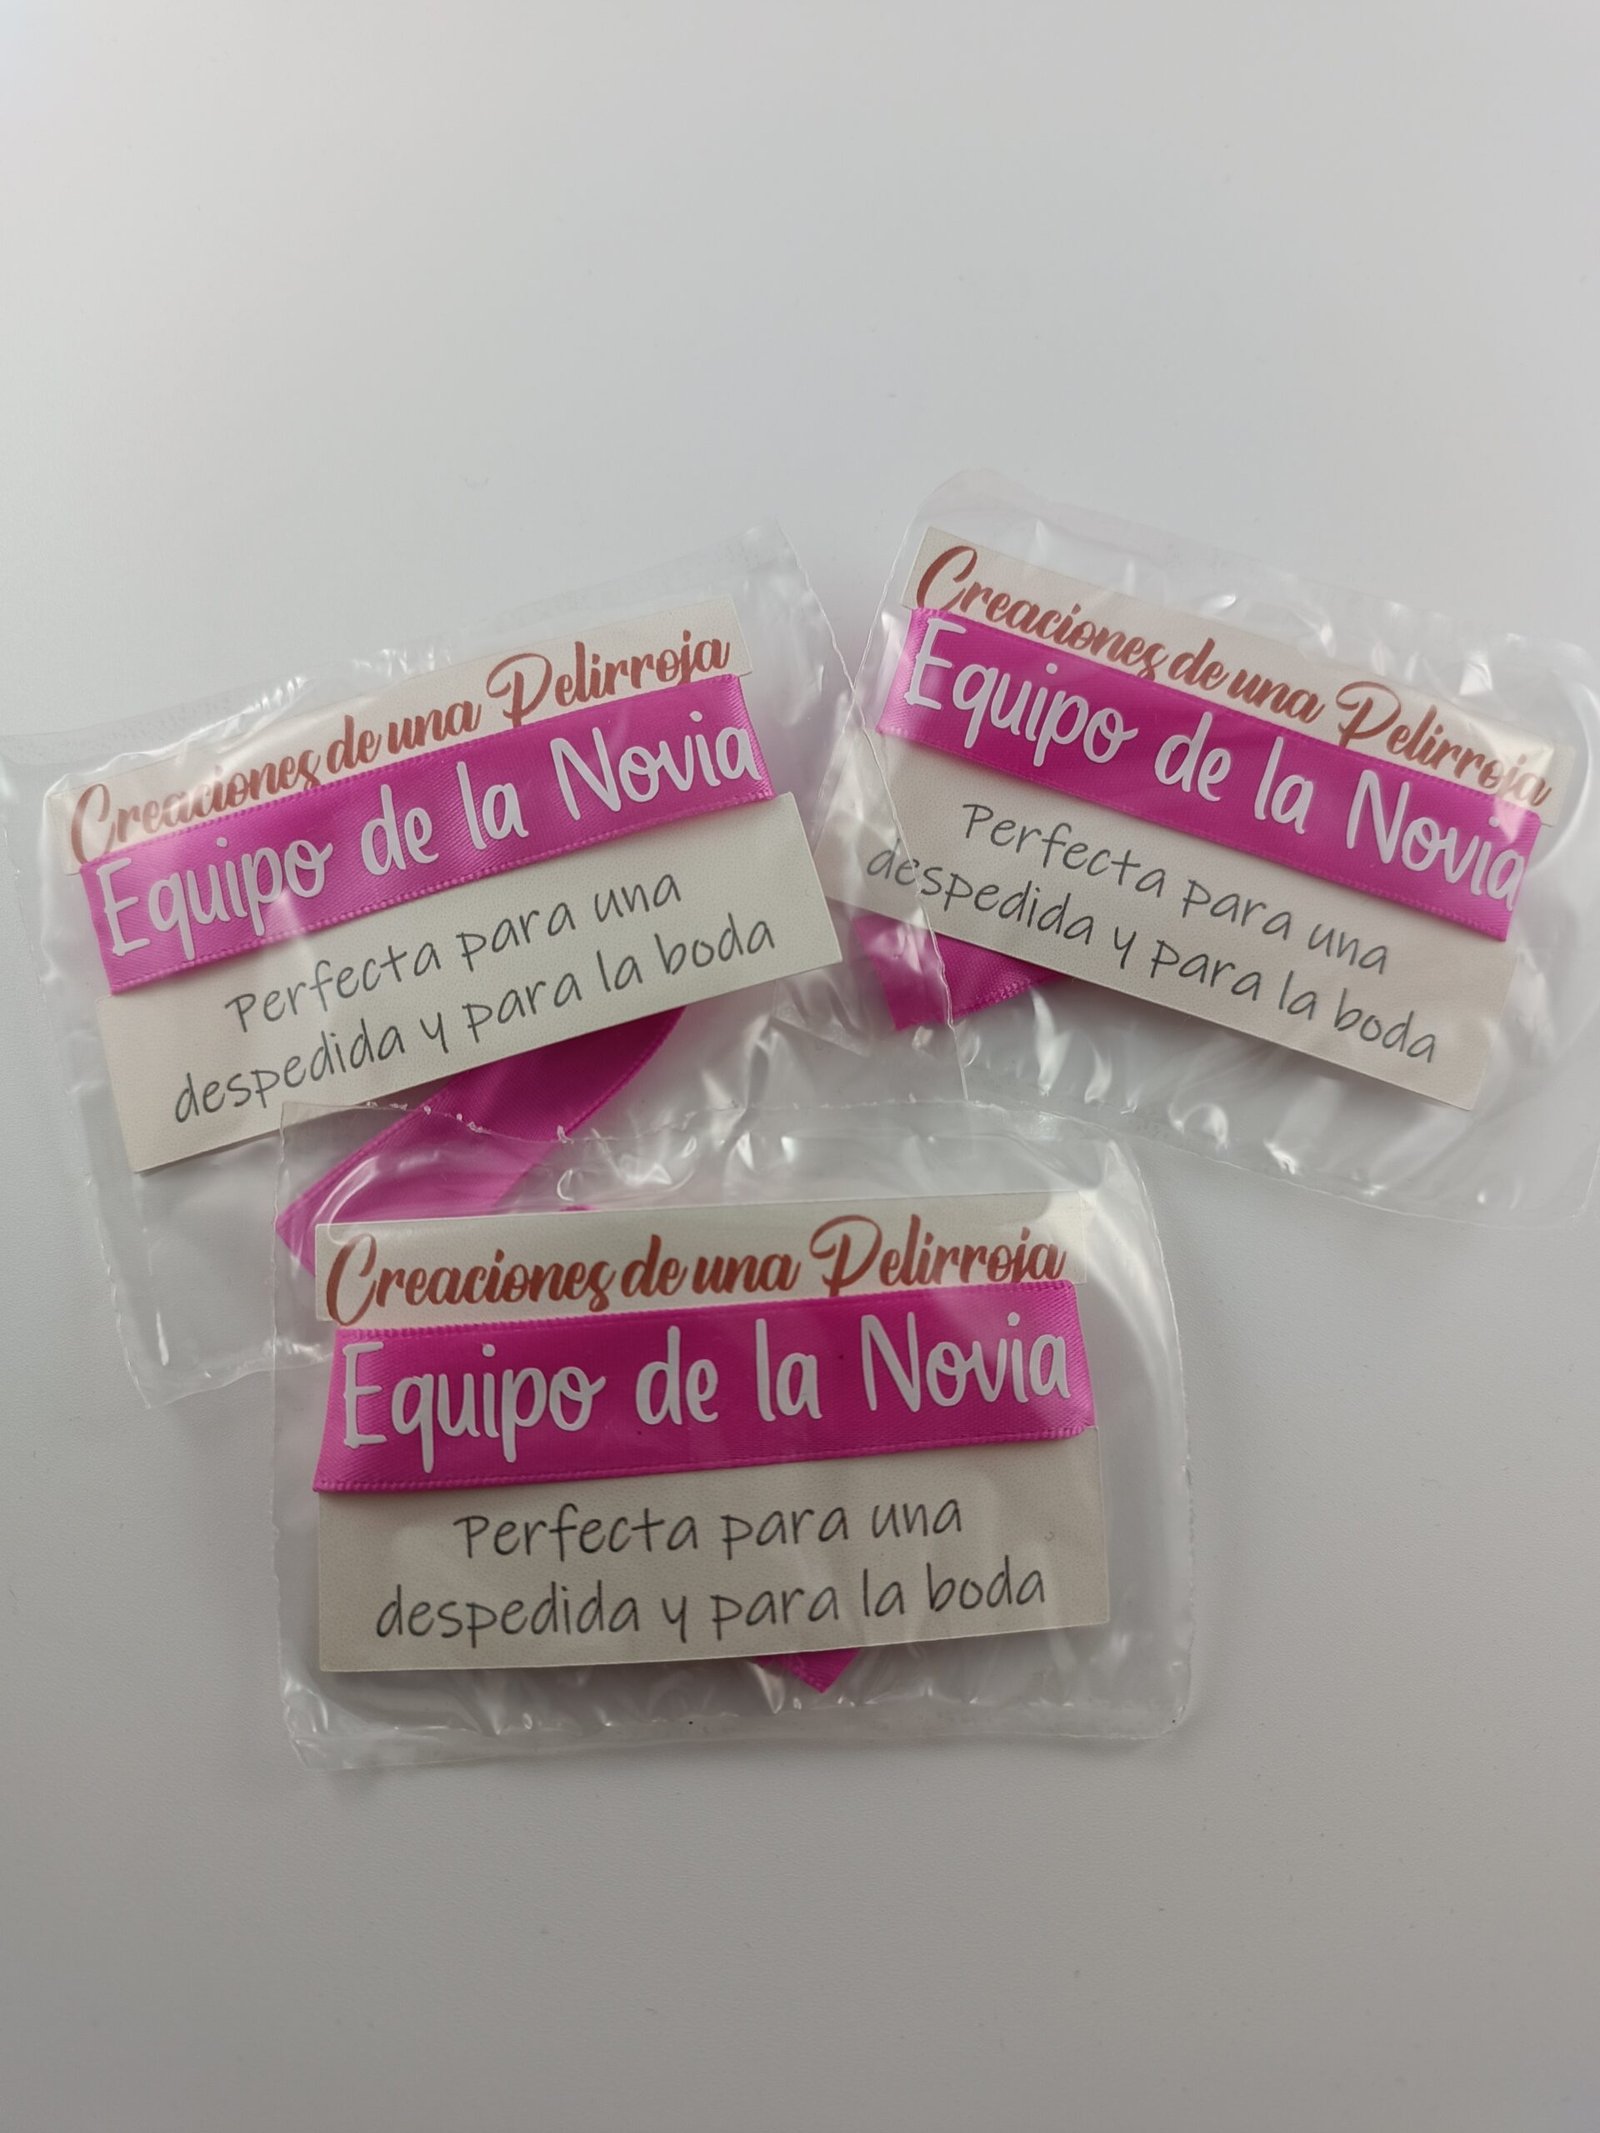 Creaciones de una Pelirroja
Equipo de la Novia
Perfecta para una
despedida y para la boda
Creaciones de una Pelirroja
Equipo de la Novia
Perfecta para una
despedida y para la boda
Creaciones de una Pelirroja
Equipo de la Novia
Perfecta para una
despedida y para la boda